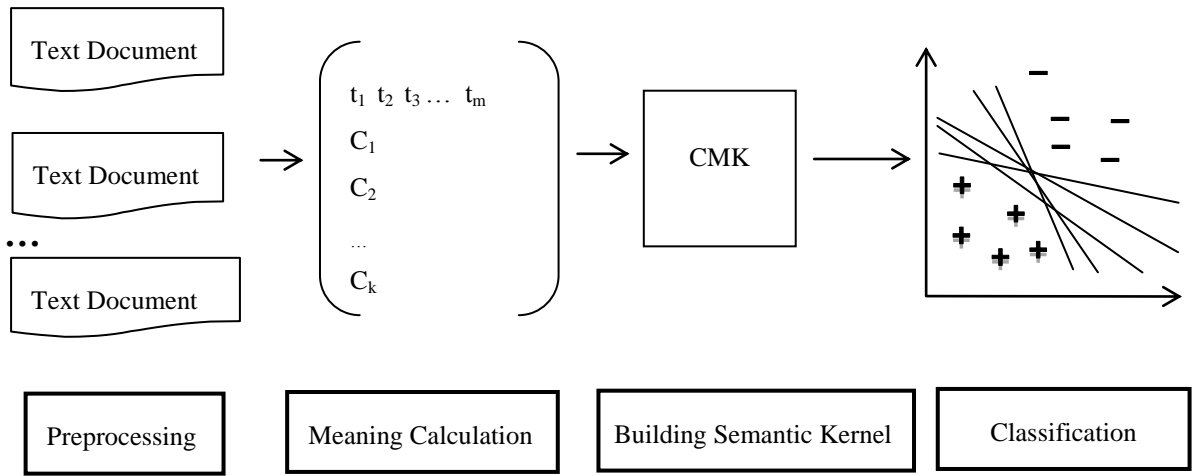 Text Document
Text Document
...
Text Document
t1 t2 t3 ... tm
C1
C2
...
Ck
CMK
Preprocessing
Meaning Calculation
Building Semantic Kernel
Classification